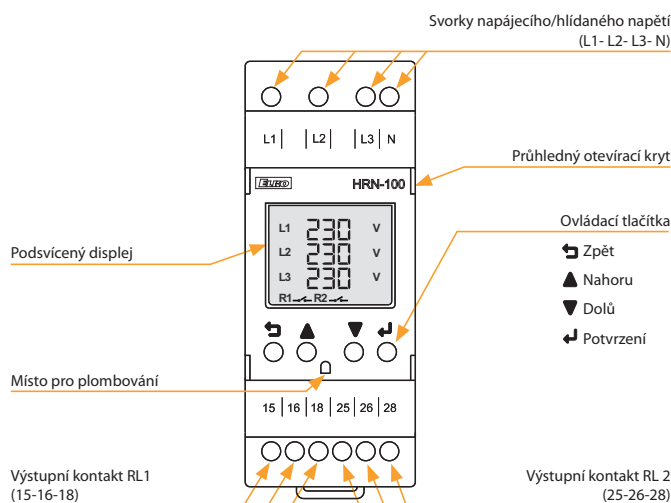 Svorky napájecího/hlídaného napětí
(L1- L2- L3- N)
L1 L2 L3 N
Průhledný otevírací kryt
ELKO HRN-100
Ovládací tlačítka
L1 230 V
L2 230 V
L3 230 V
R1 R2
Zpět
Nahoru
Dolů
Potvrzení
Podsvícený displej
Místo pro plombování
15 16 18 25 26 28
Výstupní kontakt RL1
(15-16-18)
Výstupní kontakt RL 2
(25-26-28)